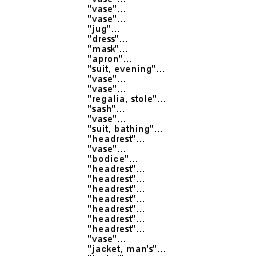 "vase"...
"vase"...
"jug"...
"dress"...
"mask"...
"apron"...
"suit, evening"...
"vase"...
"vase"...
"regalia, stole"...
"sash"...
"vase"...
"suit, bathing"...
"headrest"...
"vase"...
"bodice"...
"headrest"...
"headrest"...
"headrest"...
"headrest"...
"headrest"...
"headrest"...
"headrest"...
"vase"...
"jacket, man's"...